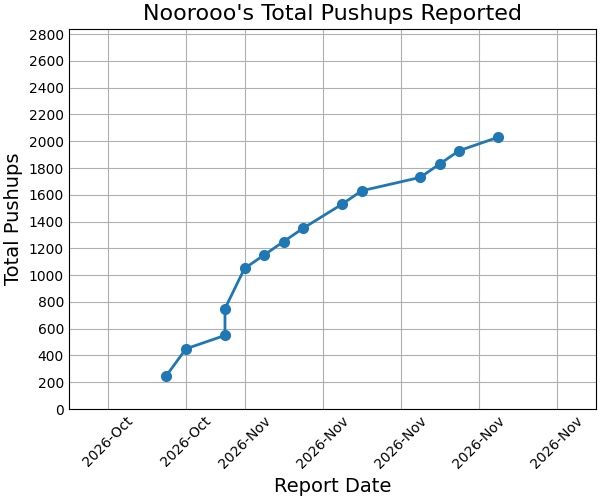 Noorooo's Total Pushups Reported
2800
2600
2400
2200
2000
1800
1600
1400
1200
1000
800
600
400
200
0
Total Pushups
2026-Oct
2026-Oct
2026-Nov
2026-Nov
2026-Nov
2026-Nov
2026-Nov
Report Date